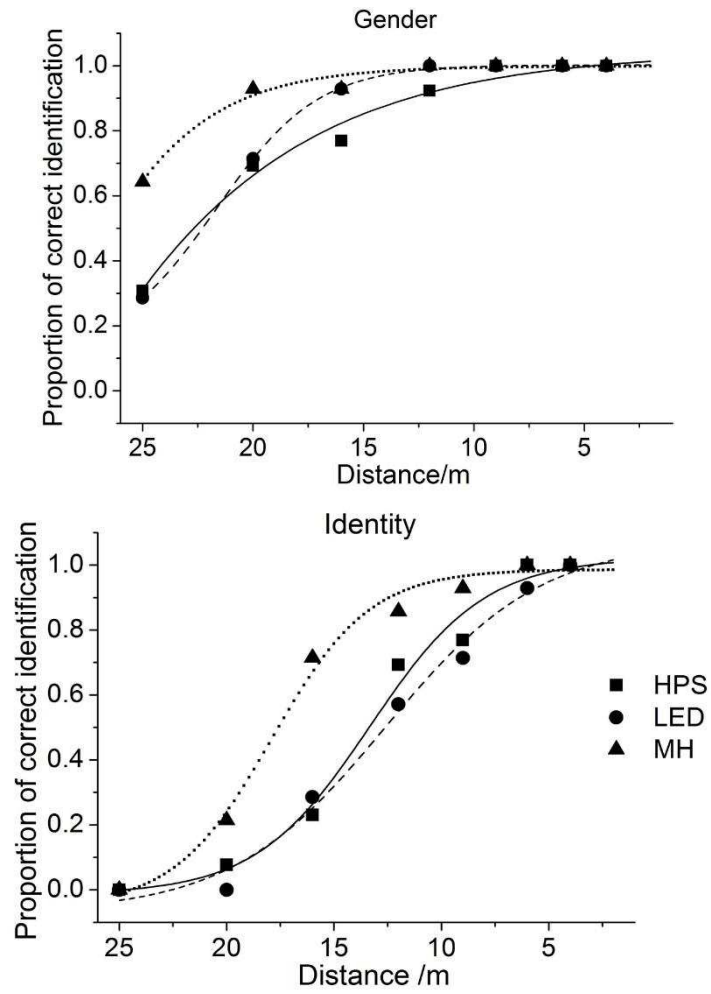 Gender
Proportion of correct identification
1.0
0.8
0.6
0.4
0.2
0.0
25 20 15 10 5
Distance/m
Identity
Proportion of correct identification
1.0
0.8
0.6
0.4
0.2
0.0
25 20 15 10 5
Distance /m
HPS
LED
MH